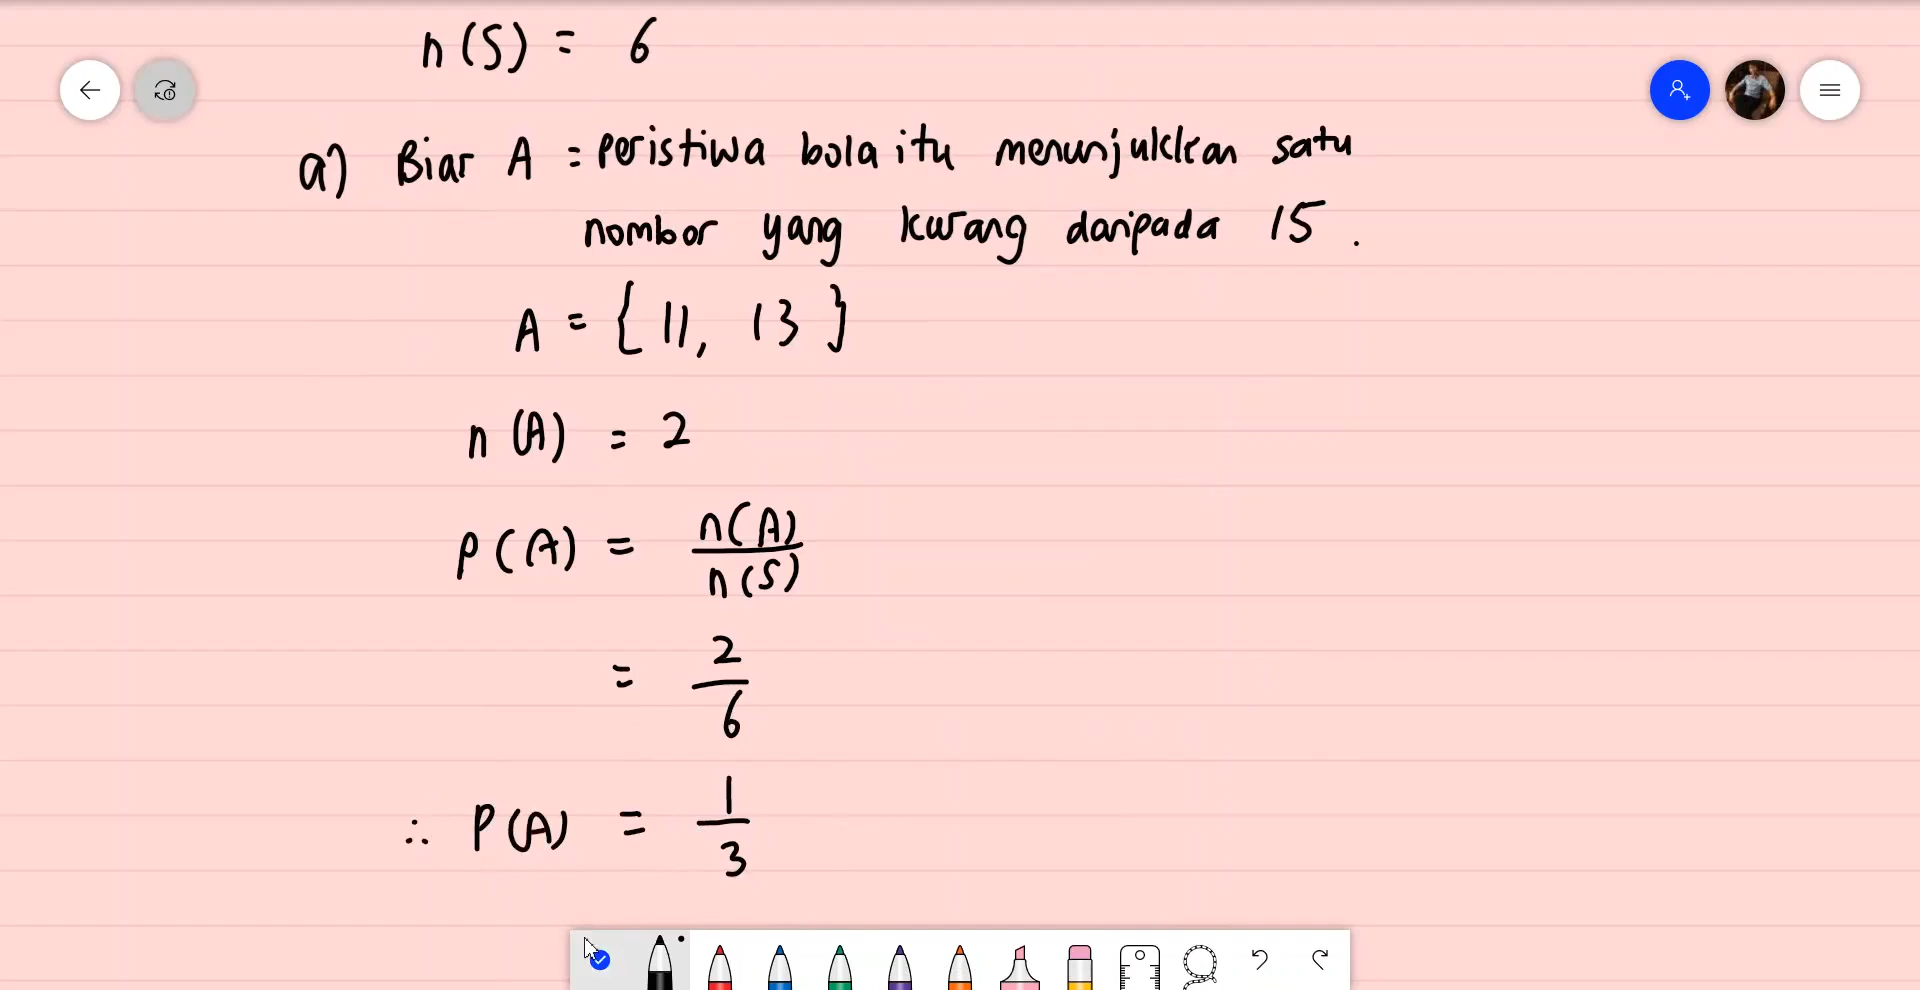 n(S) = 6
a) Biar A = peristiwa bola itu menunjukkan satu
nombor yang kurang daripada 15.
A = {11, 13}
n(A) = 2
P(A) = n(A)/n(S)
= 2/6
∴ P(A) = 1/3